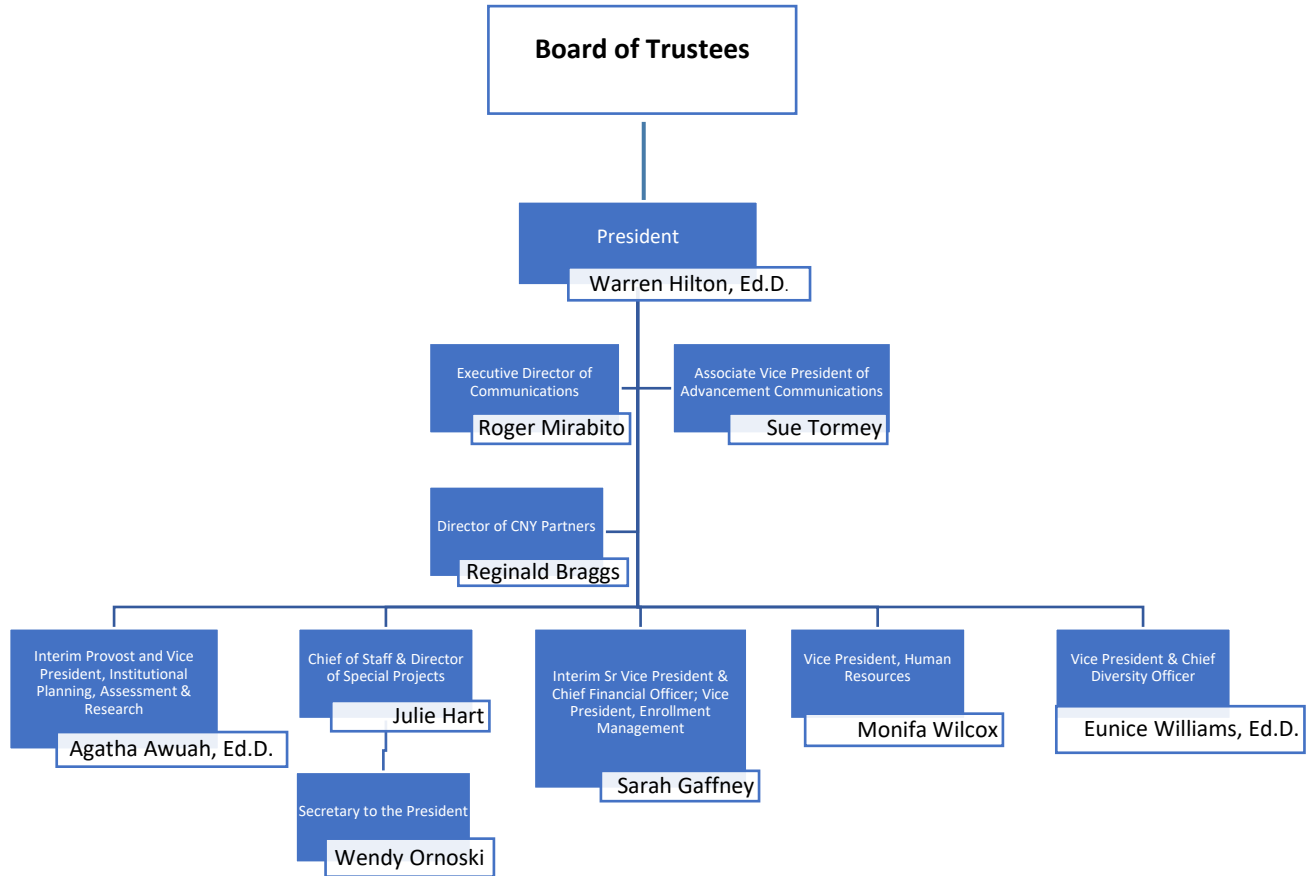 Board of Trustees
President
Warren Hilton, Ed.D.
Executive Director of
Communications
Roger Mirabito
Associate Vice President of
Advancement Communications
Sue Tormey
Director of CNY Partners
Reginald Braggs
Interim Provost and Vice
President, Institutional
Planning, Assessment &
Research
Agatha Awuah, Ed.D.
Chief of Staff & Director
of Special Projects
Julie Hart
Secretary to the President
Wendy Ornoski
Interim Sr Vice President &
Chief Financial Officer; Vice
President, Enrollment
Management
Sarah Gaffney
Vice President, Human
Resources
Monifa Wilcox
Vice President & Chief
Diversity Officer
Eunice Williams, Ed.D.